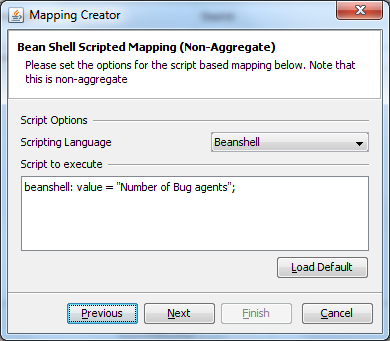 Mapping Creator
Bean Shell Scripted Mapping (Non-Aggregate)
Please set the options for the script based mapping below. Note that
this is non-aggregate
Script Options
Scripting Language
Beanshell
Script to execute
beanshell: value = "Number of Bug agents";
Load Default
Previous
Next
Finish
Cancel